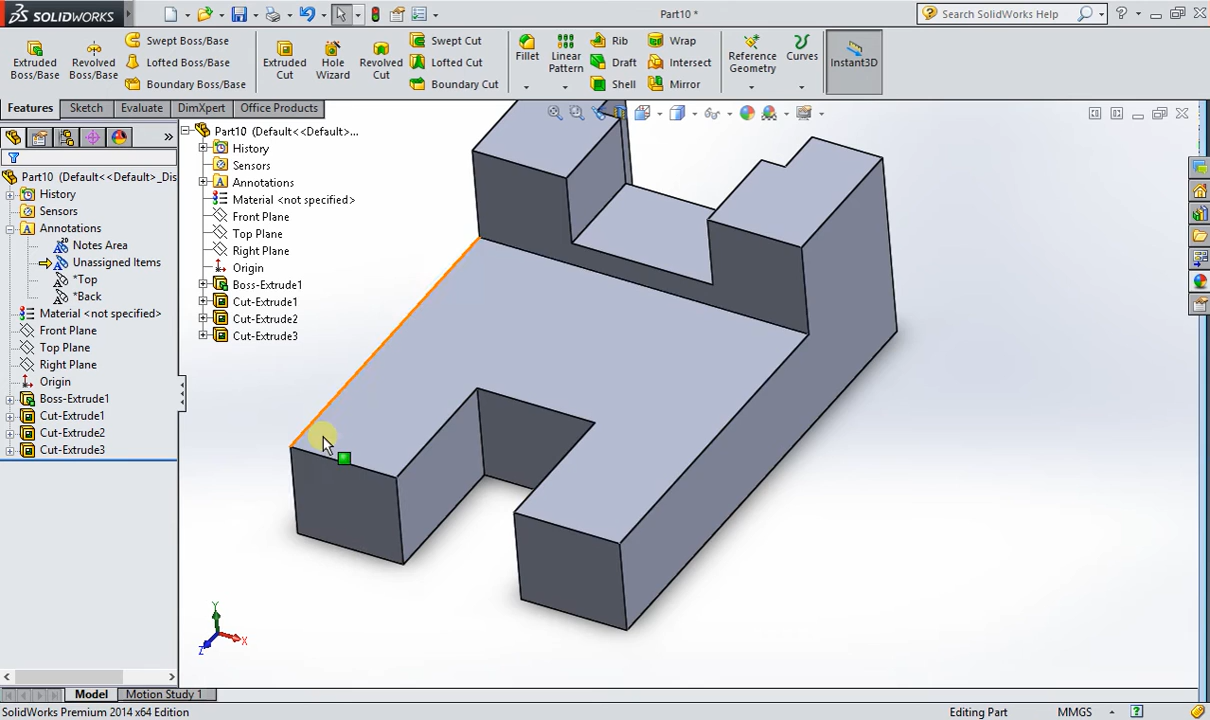 SOLIDWORKS
Part10 *
Search SolidWorks Help
Extruded Boss/Base
Revolved Boss/Base
Swept Boss/Base
Lofted Boss/Base
Boundary Boss/Base
Extruded Cut
Hole Wizard
Revolved Cut
Swept Cut
Lofted Cut
Boundary Cut
Fillet
Linear Pattern
Rib
Draft
Shell
Wrap
Intersect
Mirror
Reference Geometry
Curves
Instant3D
Features
Sketch
Evaluate
DimXpert
Office Products
Part10 (Default<<Default>_Dis
History
Sensors
Annotations
Notes Area
Unassigned Items
*Top
*Back
Material <not specified>
Front Plane
Top Plane
Right Plane
Origin
Boss-Extrude1
Cut-Extrude1
Cut-Extrude2
Cut-Extrude3
Part10 (Default<<Default>...
History
Sensors
Annotations
Material <not specified>
Front Plane
Top Plane
Right Plane
Origin
Boss-Extrude1
Cut-Extrude1
Cut-Extrude2
Cut-Extrude3
Y
X
Z
Model
Motion Study 1
SolidWorks Premium 2014 x64 Edition
Editing Part
MMGS